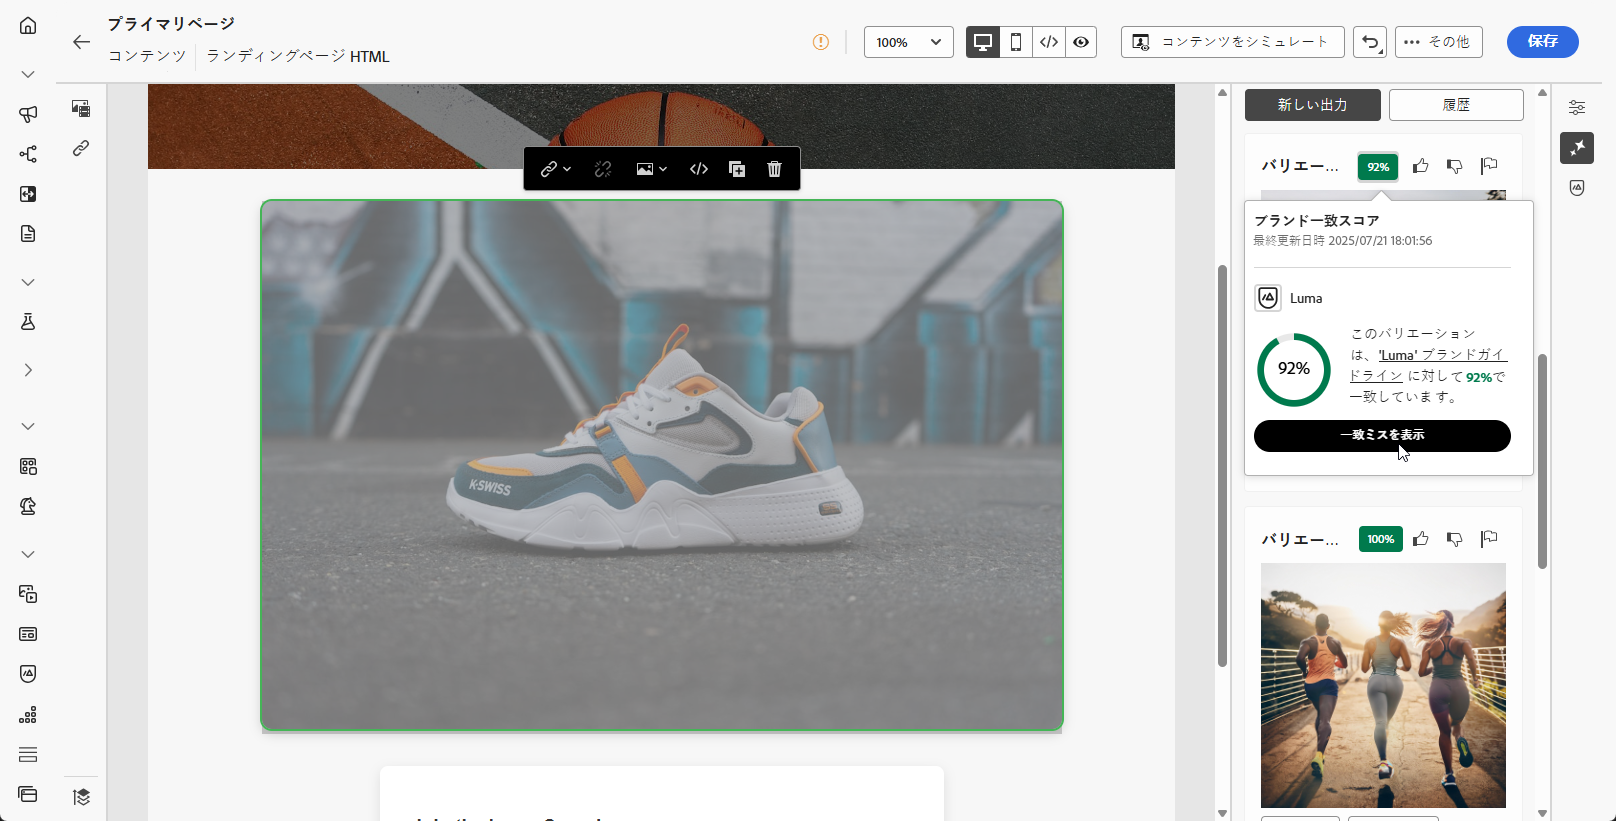 プライマリページ
コンテンツ
ランディングページ HTML
100%
コンテンツをシミュレート
その他
保存
新しい出力
履歴
バリエー...
92%
ブランド一致スコア
最終更新日時 2025/07/21 18:01:56
Luma
92%
このバリエーション
は、'Luma' ブランドガイ
ドライン に対して 92%で
一致しています。
一致ミスを表示
K·SWISS
バリエー...
100%